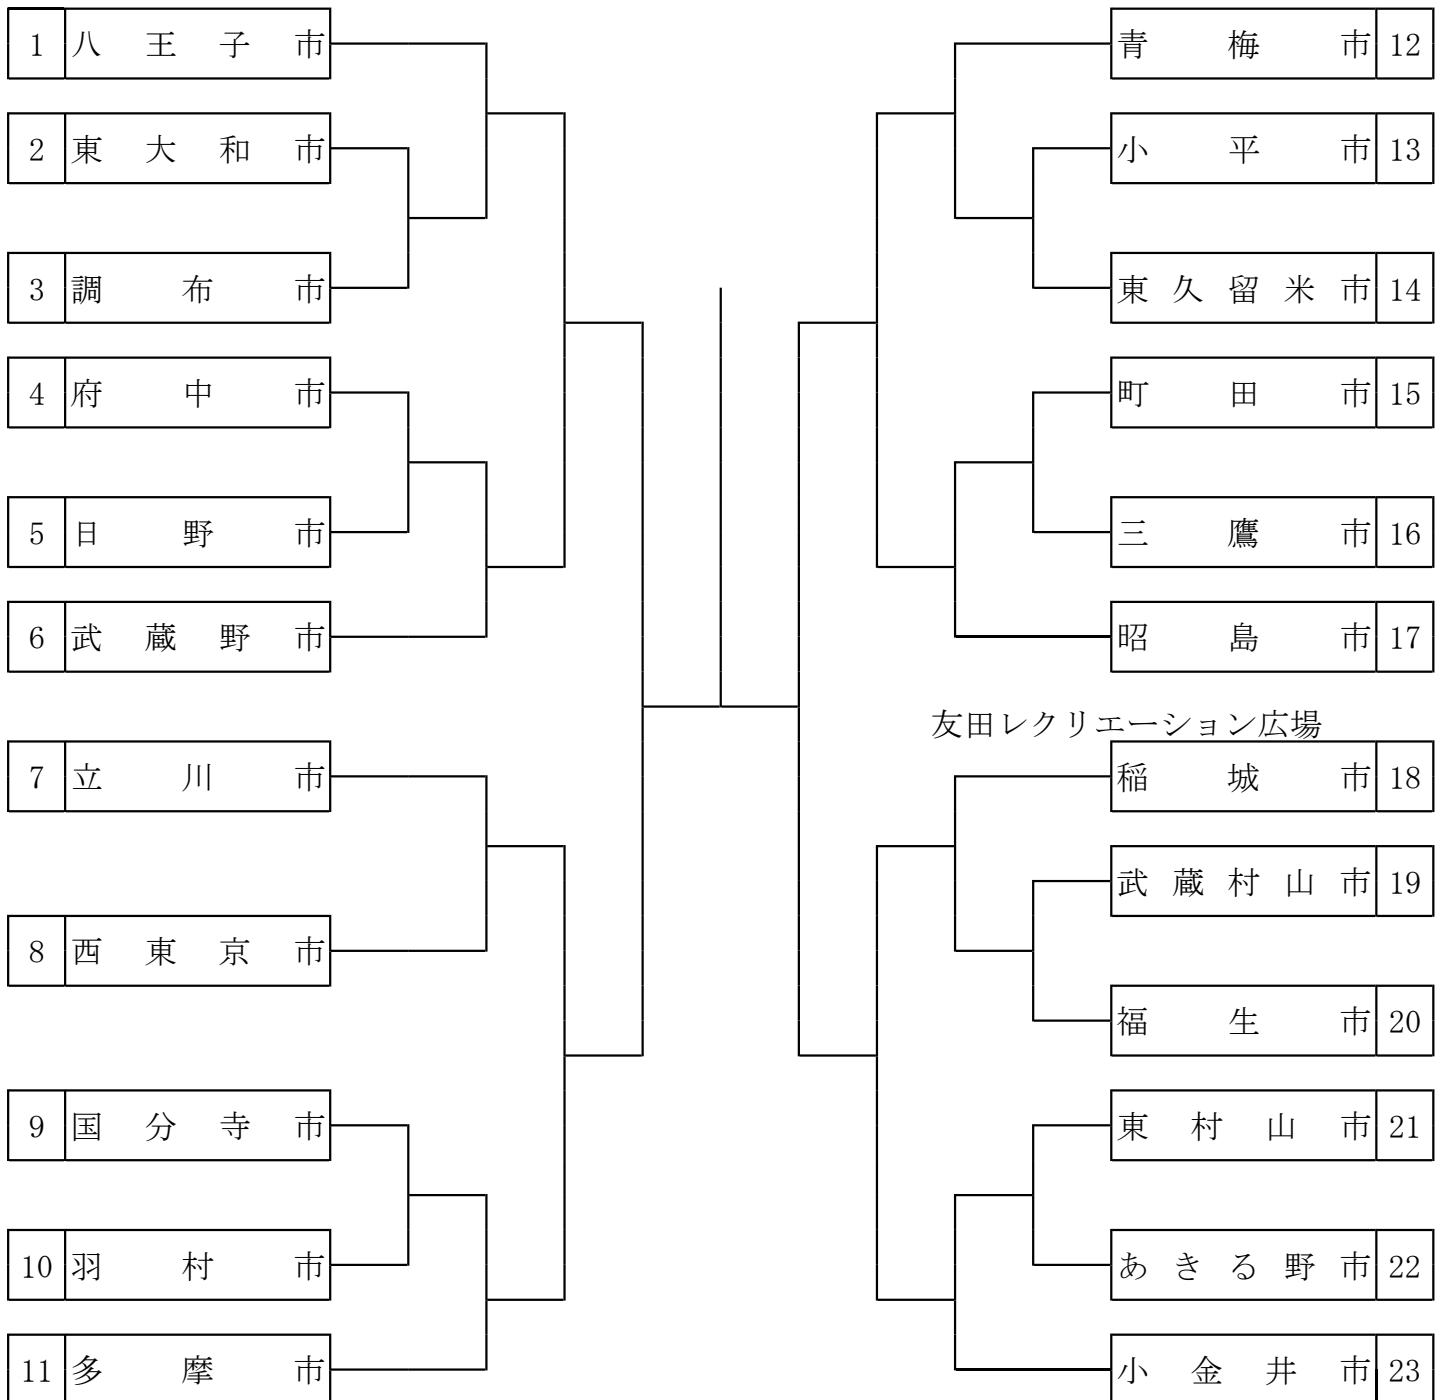 1 八王子市
2 東大和市
3 調布市
4 府中市
5 日野市
6 武蔵野市
7 立川市
8 西東京市
9 国分寺市
10 羽村市
11 多摩市
青梅市 12
小平市 13
東久留米市 14
町田市 15
三鷹市 16
昭島市 17
友田レクリエーション広場
稲城市 18
武蔵村山市 19
福生市 20
東村山市 21
あきる野市 22
小金井市 23